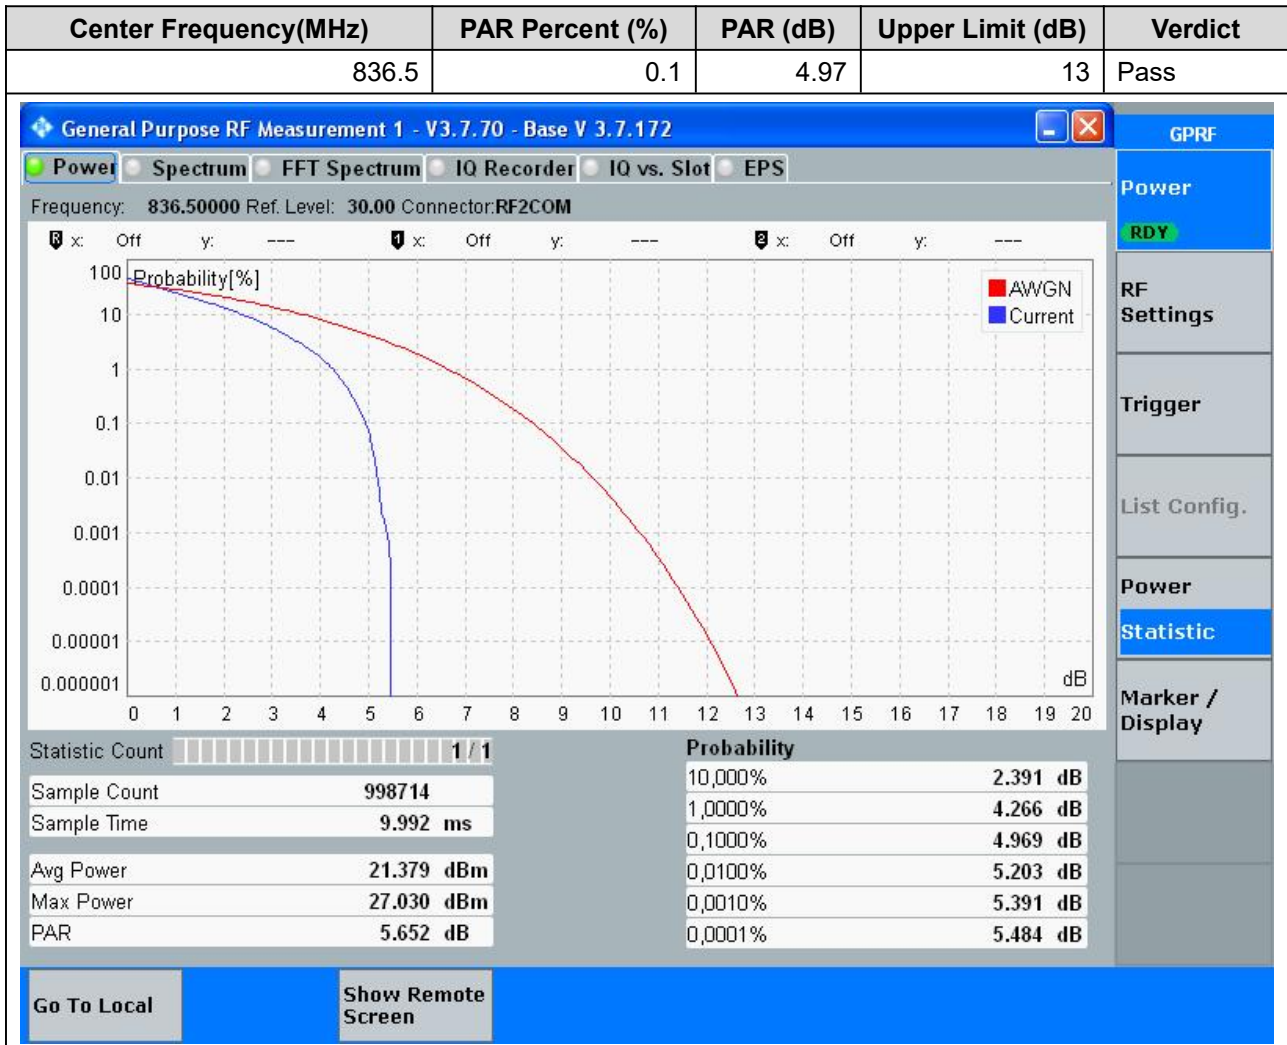 Center Frequency(MHz) PAR Percent (%) PAR (dB) Upper Limit (dB) Verdict
836.5 0.1 4.97 13 Pass
General Purpose RF Measurement 1 - V3.7.70 - Base V 3.7.172
GPRF
Power Spectrum FFT Spectrum IQ Recorder IQ vs. Slot EPS
Frequency: 836.50000 Ref. Level: 30.00 Connector:RF2COM
R x: Off y: --- 1 x: Off y: --- 2 x: Off y: ---
Probability[%]
AWGN
Current
100
10
1
0.1
0.01
0.001
0.0001
0.00001
0.000001
dB
0 1 2 3 4 5 6 7 8 9 10 11 12 13 14 15 16 17 18 19 20
Statistic Count 1 / 1
Sample Count 998714
Sample Time 9.992 ms
Avg Power 21.379 dBm
Max Power 27.030 dBm
PAR 5.652 dB
Probability
10,000% 2.391 dB
1,0000% 4.266 dB
0,1000% 4.969 dB
0,0100% 5.203 dB
0,0010% 5.391 dB
0,0001% 5.484 dB
Power
RDY
RF
Settings
Trigger
List Config.
Power
Statistic
Marker /
Display
Go To Local
Show Remote
Screen